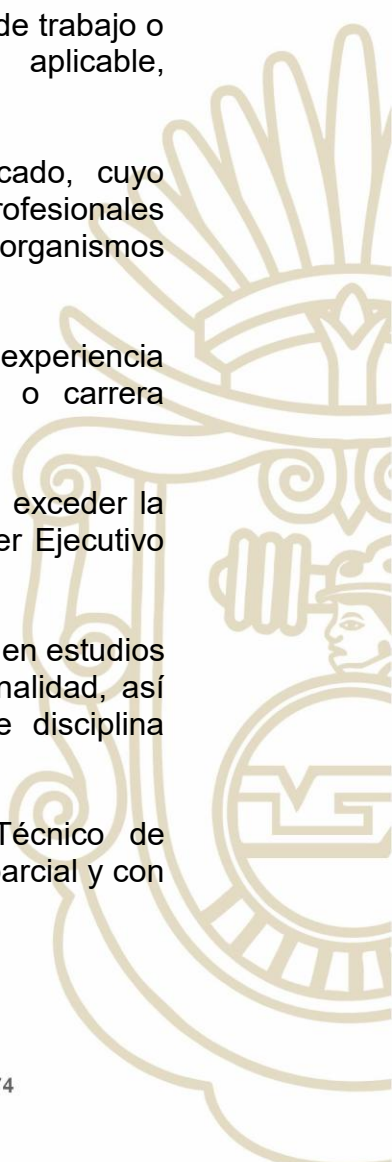 de trabajo o
aplicable,
cado, cuyo
rofesionales
organismos
experiencia
o carrera
exceder la
er Ejecutivo
en estudios
nalidad, así
e disciplina
Técnico de
arcial y con
74